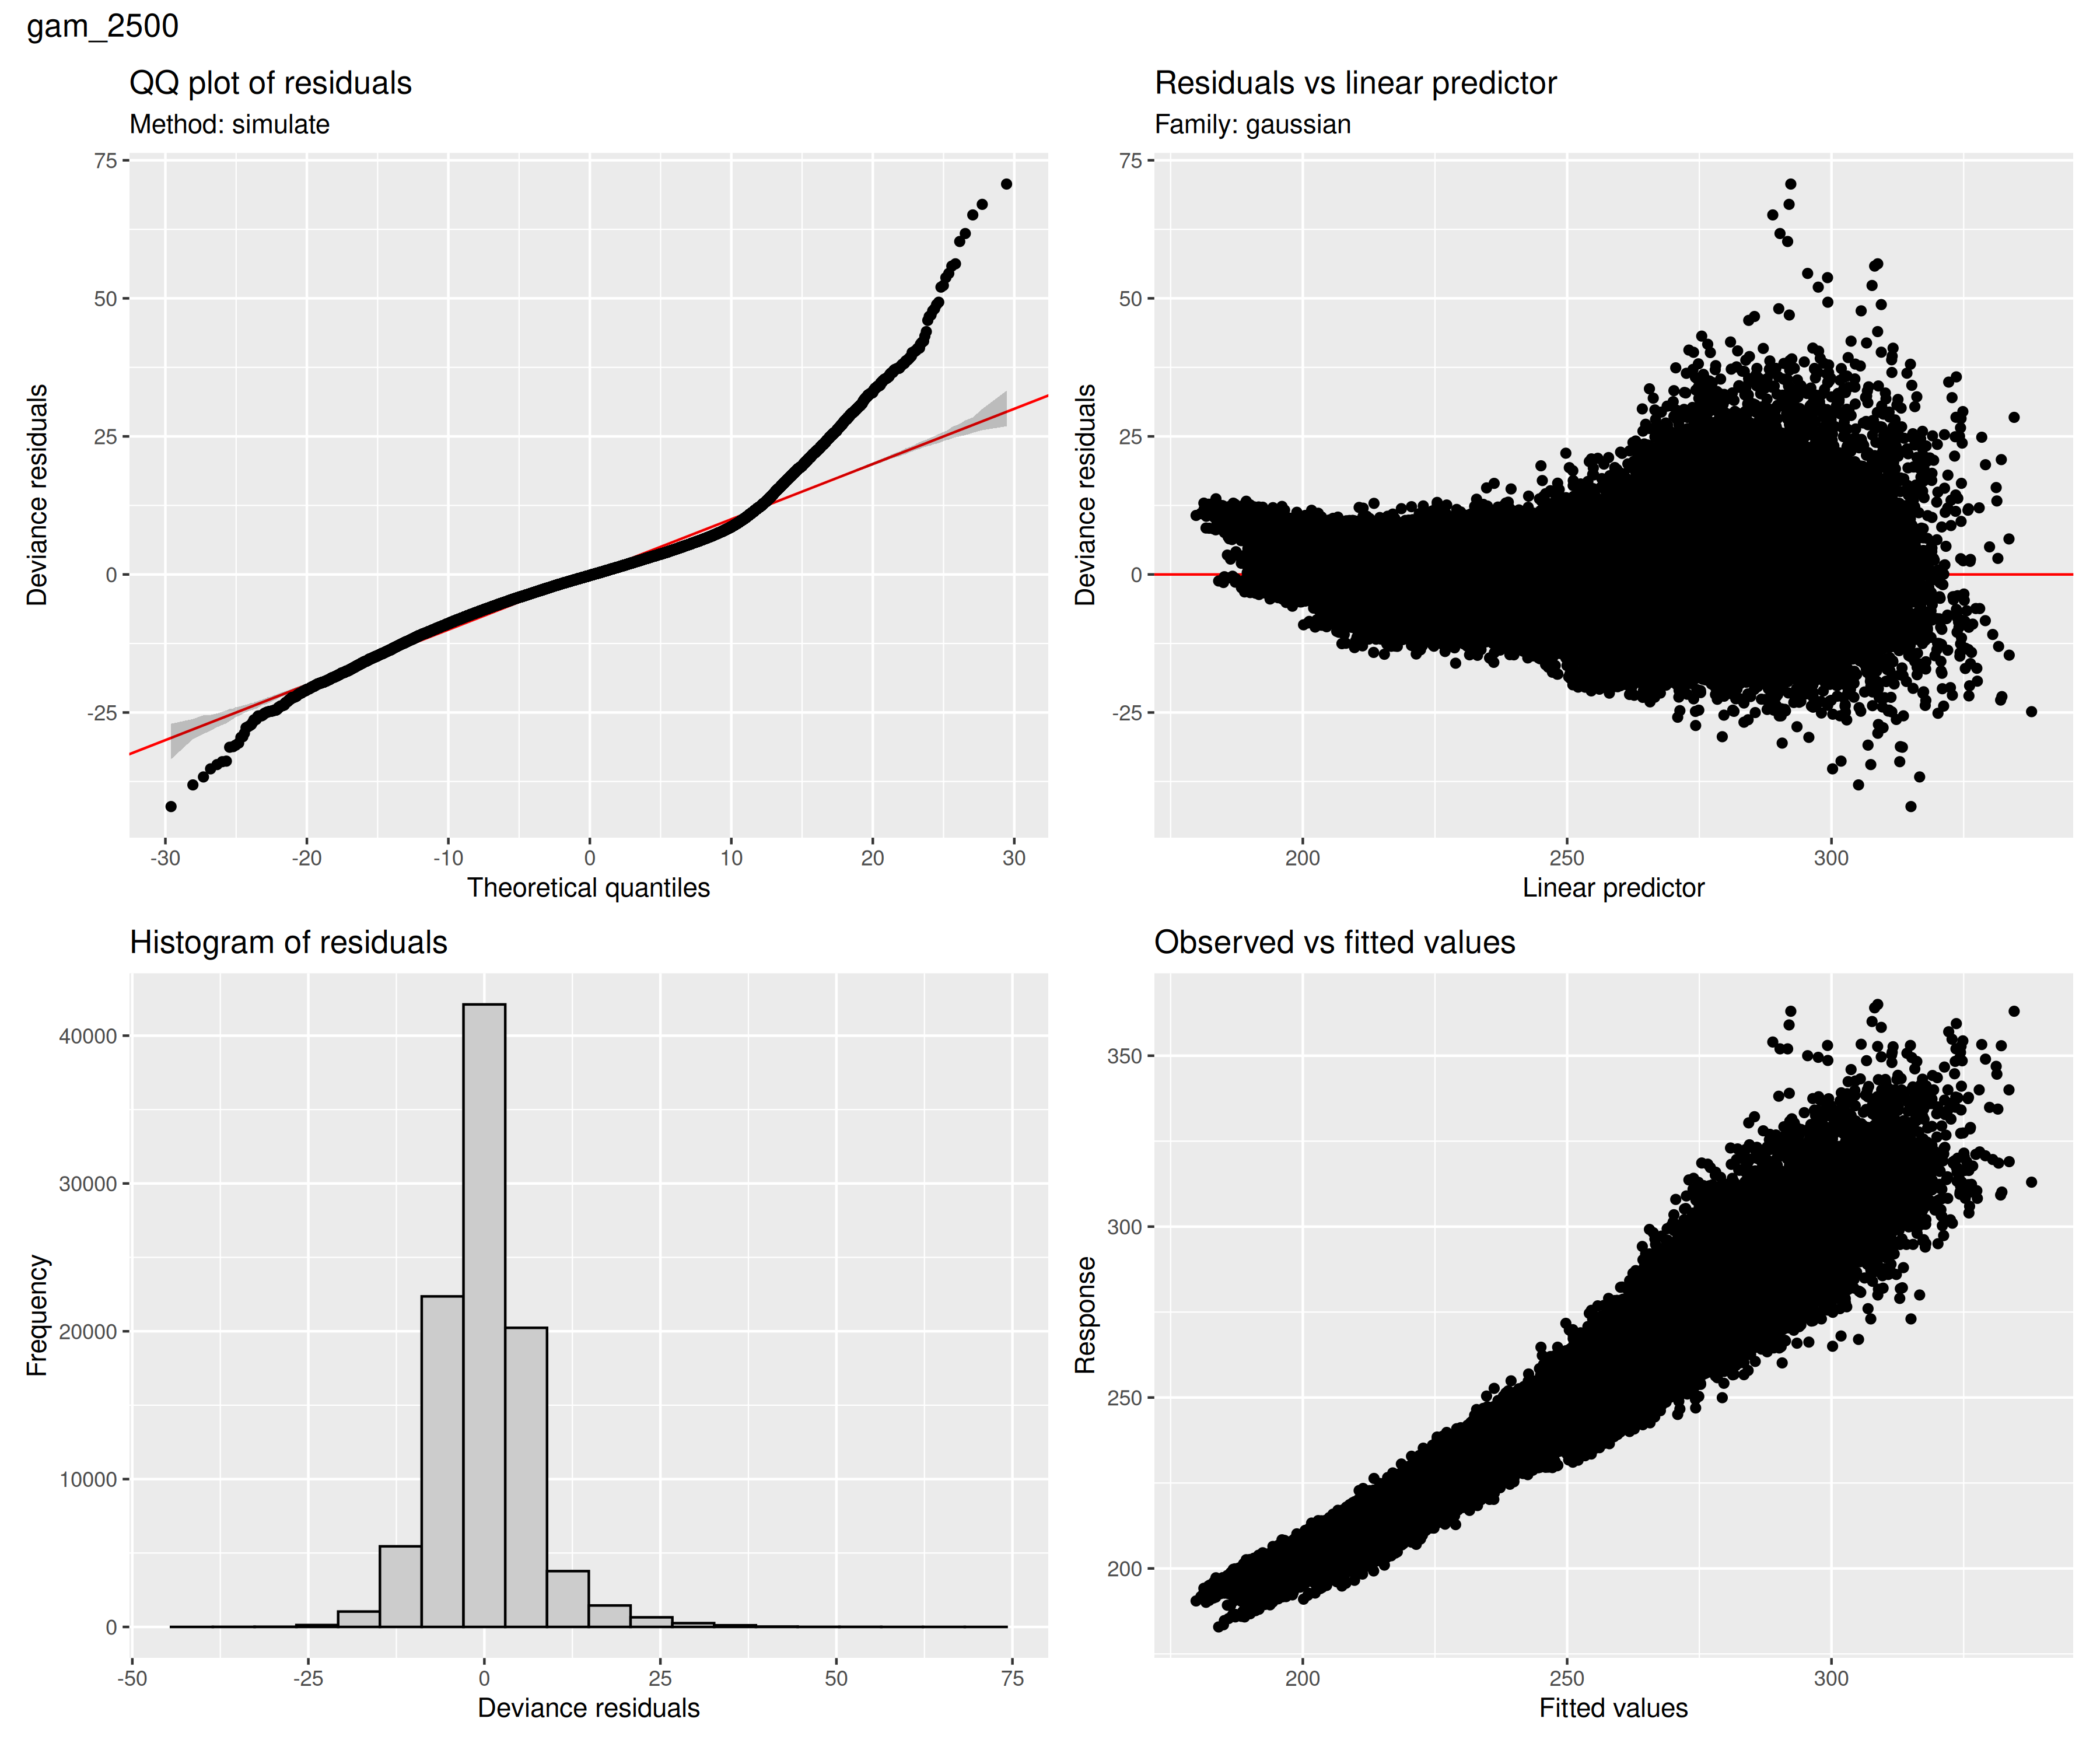 gam_2500
QQ plot of residuals
Method: simulate
75
50
25
0
-25
-30
-20
-10
0
10
20
30
Theoretical quantiles
Deviance residuals
Residuals vs linear predictor
Family: gaussian
75
50
25
0
-25
200
250
300
Linear predictor
Deviance residuals
Histogram of residuals
40000
30000
20000
10000
0
-50
-25
0
25
50
75
Deviance residuals
Frequency
Observed vs fitted values
350
300
250
200
200
250
300
Fitted values
Response